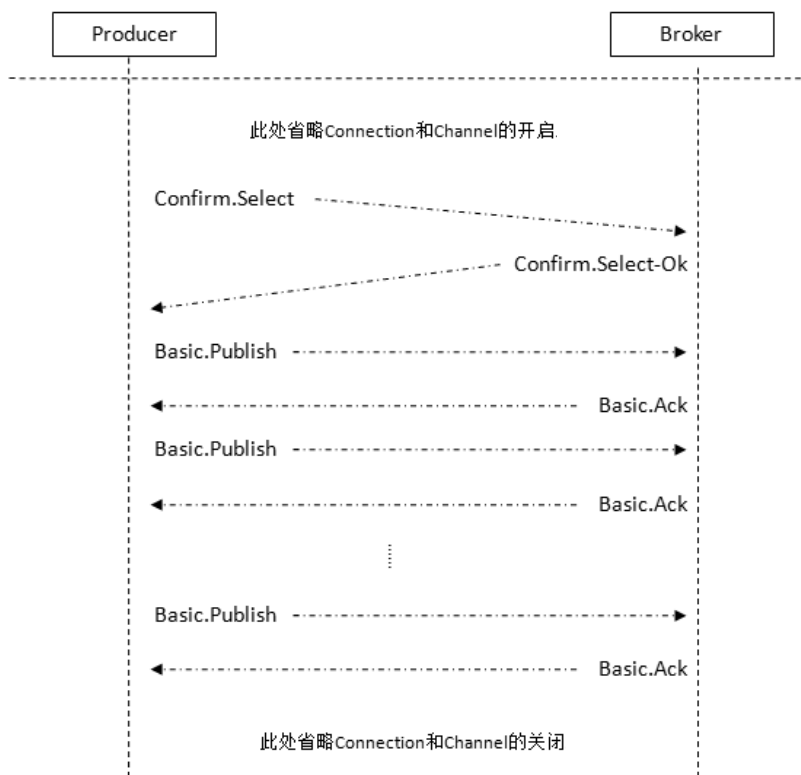 Producer
Broker
此处省略Connection和Channel的开启
Confirm.Select
Confirm.Select-Ok
Basic.Publish
Basic.Ack
Basic.Publish
Basic.Ack
Basic.Publish
Basic.Ack
此处省略Connection和Channel的关闭